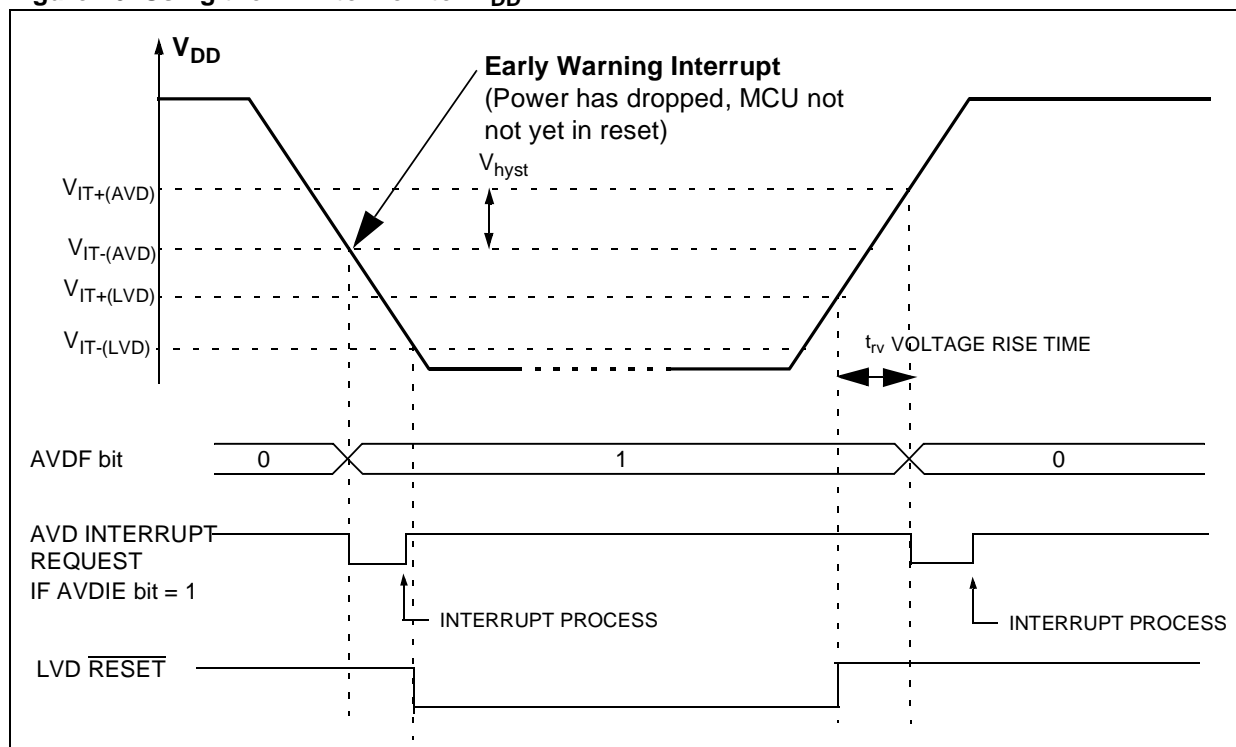 V_DD
Early Warning Interrupt
(Power has dropped, MCU not
not yet in reset)
V_hyst
V_IT+(AVD)
V_IT-(AVD)
V_IT+(LVD)
V_IT-(LVD)
t_rv VOLTAGE RISE TIME
AVDF bit
0
1
0
AVD INTERRUPT
REQUEST
IF AVDIE bit = 1
INTERRUPT PROCESS
INTERRUPT PROCESS
LVD RESET